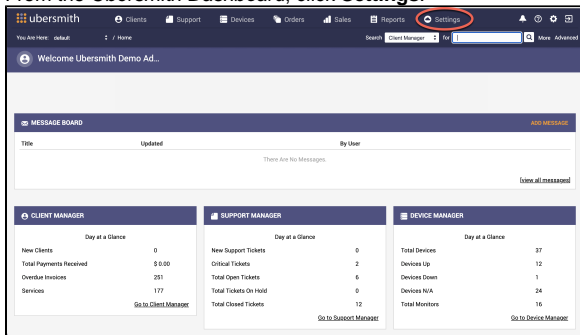 From the Ubersmith Dashboard, click Settings.
ubersmith Clients Support Devices Orders Sales Reports Settings
You Are Here: default / Home Search Client Manager for More Advanced
Welcome Ubersmith Demo Ad...
MESSAGE BOARD ADD MESSAGE
Title Updated By User
There Are No Messages.
[view all messages]
CLIENT MANAGER SUPPORT MANAGER DEVICE MANAGER
Day at a Glance Day at a Glance Day at a Glance
New Clients 0 New Support Tickets 0 Total Devices 37
Total Payments Received $ 0.00 Critical Tickets 2 Devices Up 12
Overdue Invoices 251 Total Open Tickets 6 Devices Down 1
Services 177 Total Tickets On Hold 0 Devices N/A 24
Go to Client Manager Total Closed Tickets 12 Total Monitors 16
Go to Support Manager Go to Device Manager